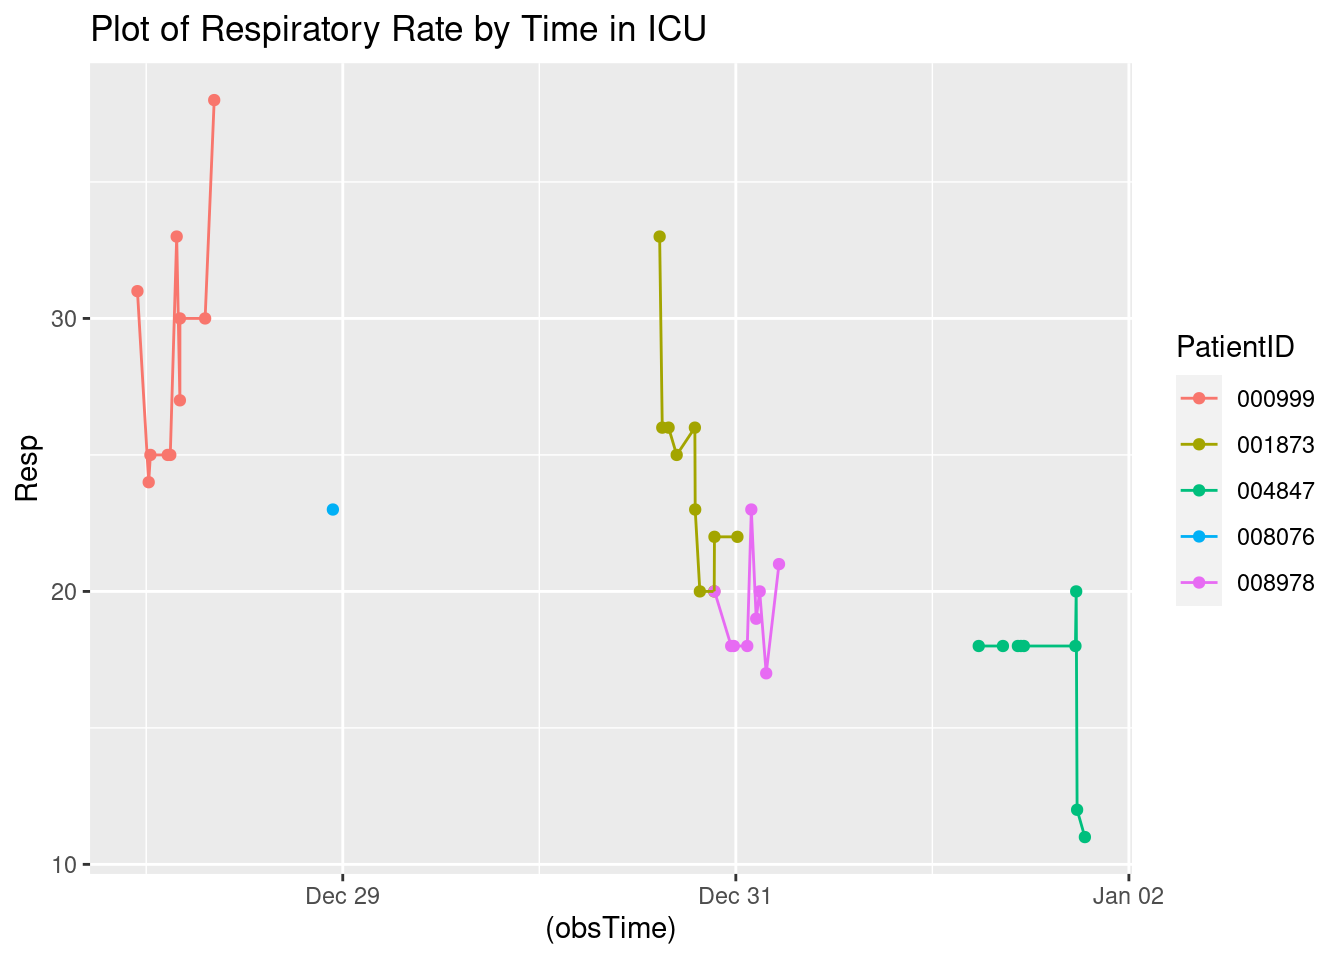 Plot of Respiratory Rate by Time in ICU
Resp
30
20
10
Dec 29
Dec 31
Jan 02
(obsTime)
PatientID
000999
001873
004847
008076
008978